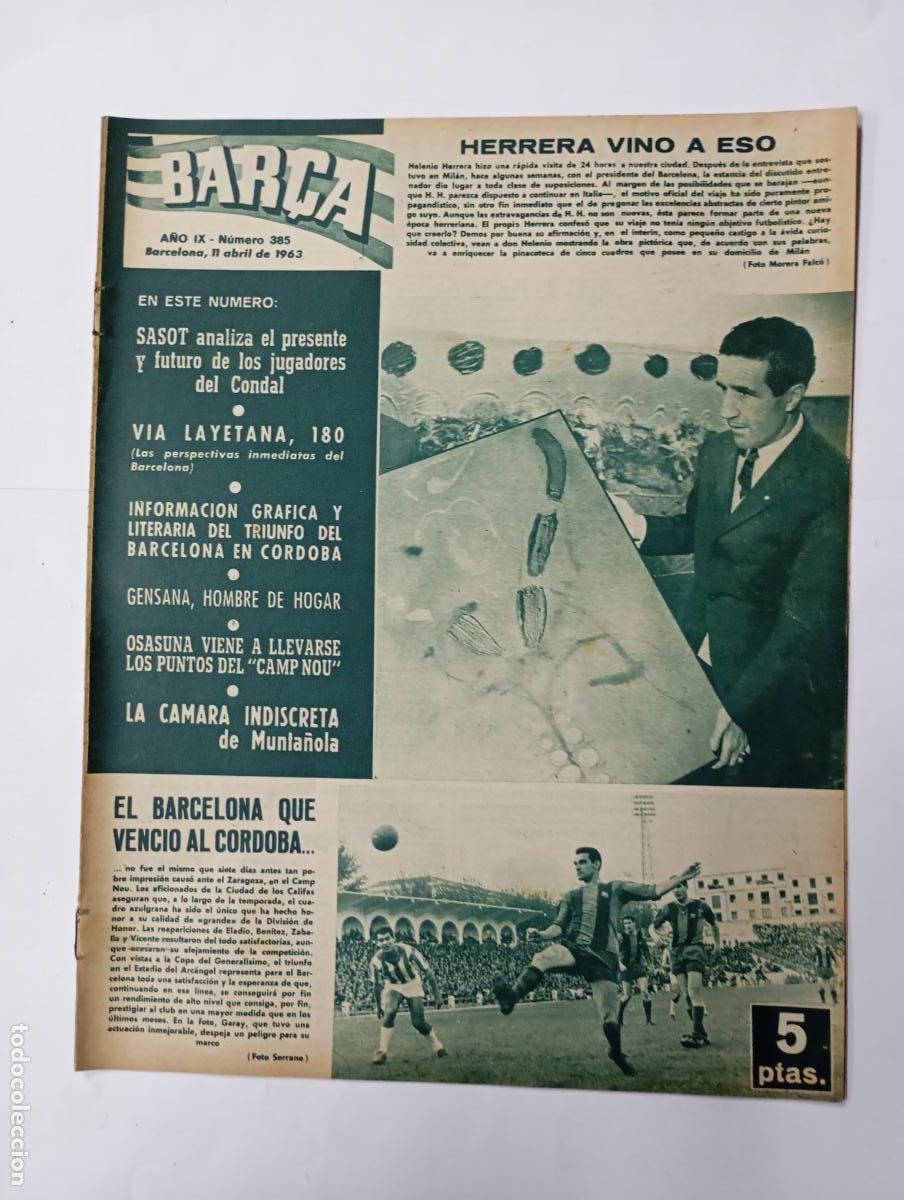 BARÇA
AÑO IX - Número 385
Barcelona, 11 abril de 1963
HERRERA VINO A ESO
Helenio Herrera hizo una rápida visita de 24 horas a nuestra ciudad. Después de la entrevista que sos-
tuvo en Milán, hace algunas semanas, con el presidente del Barcelona, la estancia del discutido entre-
nador dio lugar a toda clase de suposiciones. Al margen de las posibilidades que se barajan —aun-
que H. H. parezca dispuesto a continuar en Italia—, el motivo oficial del viaje ha sido puramente pro-
pagandístico, sin otro fin inmediato que el de pregonar las excelencias abstractas de cierto pintor ami-
go suyo. Aunque las extravagancias de H. H. no son nuevas, ésta parece formar parte de una nueva
época herreriana. El propio Herrera confesó que su viaje no tenía ningún objetivo futbolístico. ¿Hay
que creerlo? Demos por buena su afirmación y, en el ínterin, como pequeño castigo a la ávida curio-
sidad colectiva, vean a don Helenio mostrando la obra pictórica que, de acuerdo con sus palabras,
va a enriquecer la pinacoteca de cinco cuadros que posee en su domicilio de Milán
(Foto Morera Falcó)
EN ESTE NUMERO:
SASOT analiza el presente
y futuro de los jugadores
del Condal
VIA LAYETANA, 180
(Las perspectivas inmediatas del
Barcelona)
INFORMACION GRAFICA Y
LITERARIA DEL TRIUNFO DEL
BARCELONA EN CORDOBA
GENSANA, HOMBRE DE HOGAR
OSASUNA VIENE A LLEVARSE
LOS PUNTOS DEL "CAMP NOU"
LA CAMARA INDISCRETA
de Muntañola
EL BARCELONA QUE
VENCIO AL CORDOBA...
... no fue el mismo que siete días antes tan po-
bre impresión causó ante el Zaragoza, en el Camp
Nou. Los aficionados de la Ciudad de los Califas
aseguran que, a lo largo de la temporada, el cua-
dro azulgrana ha sido el único que ha hecho ho-
nor a su calidad de «grande» de la División de
Honor. Las reapariciones de Eladio, Benítez, Zaba-
lla y Vicente resultaron del todo satisfactorias, aun-
que acusaran su alejamiento de la competición.
Con vistas a la Copa del Generalísimo, el triunfo
en el Estadio del Arcángel representa para el Bar-
celona toda una satisfacción y la esperanza de que,
continuando en esa línea, se conseguirá por fin
un rendimiento de alto nivel que consiga, por fin,
prestigiar al club en una mayor medida que en los
últimos meses. En la foto, Garay, que tuvo una
actuación inmejorable, despeja un peligro para su
marco
(Foto Serrano)
5
ptas.
todocoleccion.net